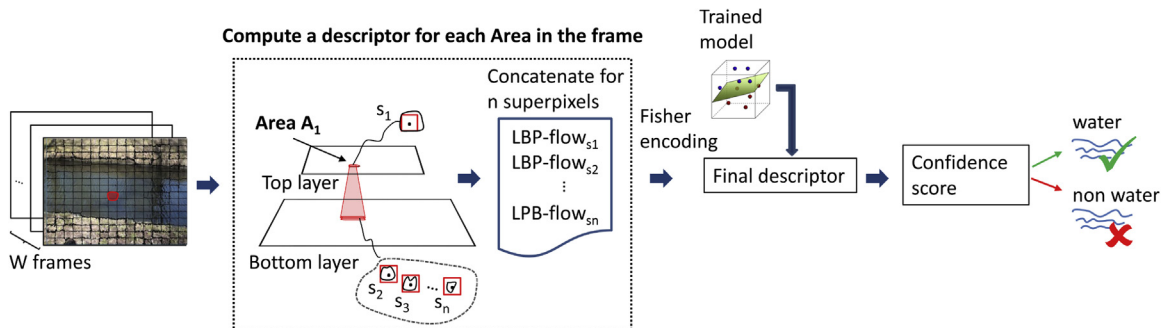 Compute a descriptor for each Area in the frame
...
W frames
Area A₁
s₁
Top layer
Bottom layer
s₂
s₃
...
sₙ
Concatenate for
n superpixels
LBP-flowₛ₁
LBP-flowₛ₂
⋮
LPB-flowₛₙ
Fisher
encoding
Trained
model
Final descriptor
Confidence
score
water
non water